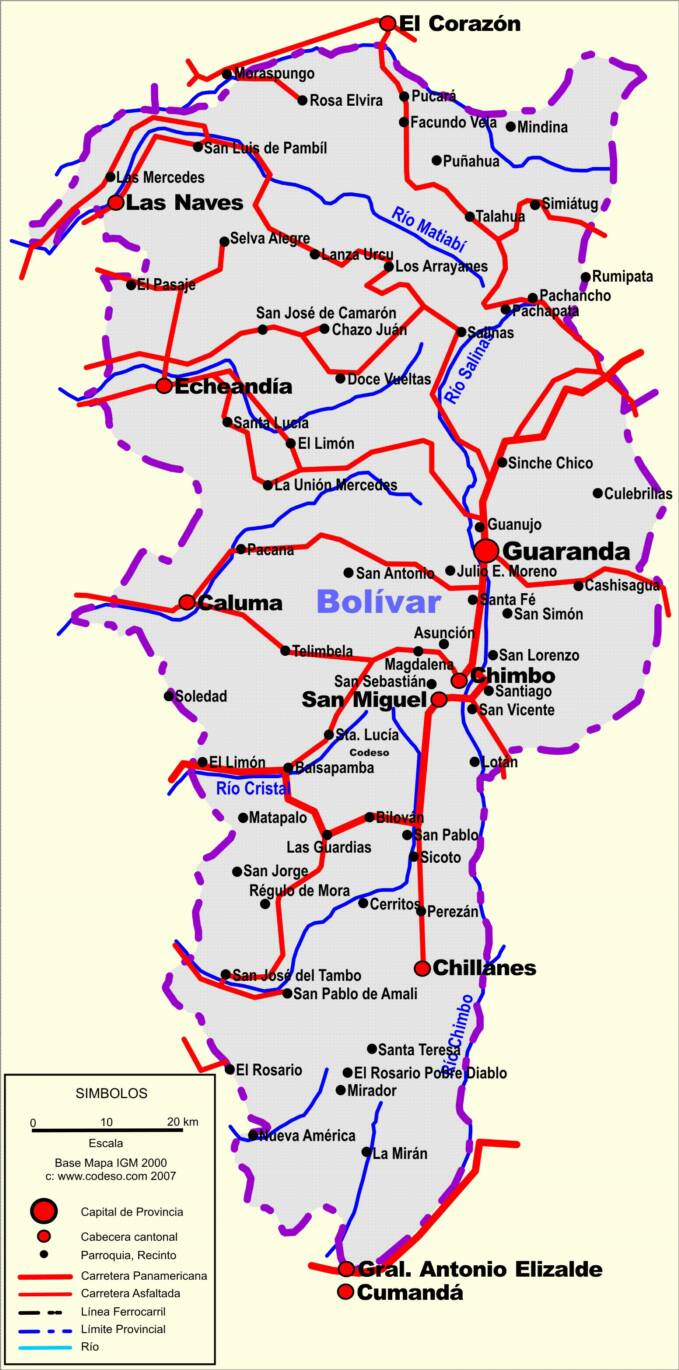 El Corazón
Moraspungo
Rosa Elvira
Pucará
Facundo Vela
Mindina
San Luis de Pambíl
Puñahua
Las Mercedes
Las Naves
Simiátug
Talahua
Río Matiabí
Selva Alegre
Lanza Urcu
Los Arrayanes
El Pasaje
Rumipata
Pachancho
Pachapata
San José de Camarón
Chazo Juán
Salinas
Río Salinas
Doce Vueltas
Echeandía
Santa Lucía
El Limón
Sinche Chico
La Unión Mercedes
Culebrillas
Guanujo
Guaranda
Pacana
San Antonio
Julio E. Moreno
Cashisagua
Caluma
Bolívar
Santa Fé
San Simón
Asunción
Telimbela
Magdalena
San Lorenzo
Chimbo
San Sebastián
Santiago
San Miguel
Soledad
San Vicente
Sta. Lucía
Codeso
El Limón
Balsapamba
Lotán
Río Cristal
Matapalo
Bilován
Las Guardias
San Pablo
Sicoto
San Jorge
Régulo de Mora
Cerritos
Perezán
Chillanes
San José del Tambo
San Pablo de Amali
Río Chimbo
Santa Teresa
El Rosario
El Rosario Pobre Diablo
Mirador
Nueva América
La Mirán
Gral. Antonio Elizalde
Cumandá
SIMBOLOS
0 10 20 km
Escala
Base Mapa IGM 2000
c: www.codeso.com 2007
Capital de Provincia
Cabecera cantonal
Parroquia, Recinto
Carretera Panamericana
Carretera Asfaltada
Línea Ferrocarril
Límite Provincial
Río